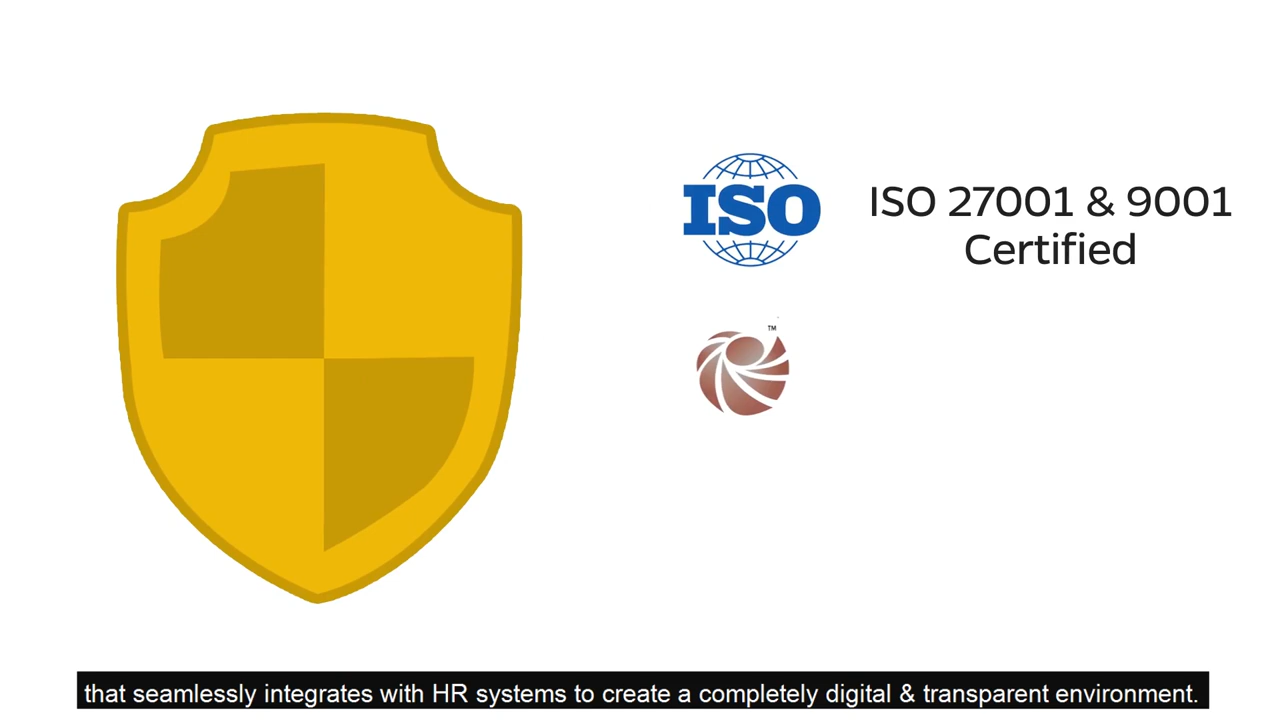 ISO
ISO 27001 & 9001
Certified
TM
that seamlessly integrates with HR systems to create a completely digital & transparent environment.